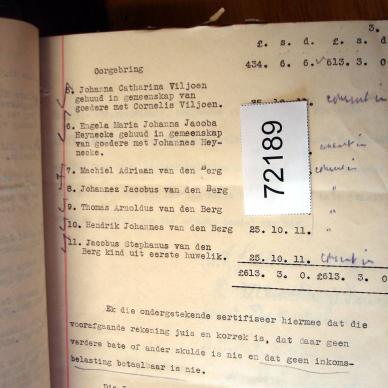 3.
£. s. d. £. s. d
Oorgebring 434. 6. 6. 613. 3. 0
5. Johanna Catharina Viljoen
gehuud in gemeenskap van
goedere met Cornelis Viljoen.
6. Engela Maria Johanna Jacoba
Heynecke gehuud in gemeenskap
van goedere met Johannes Hey-
necke.
7. Machiel Adriaan van den Berg
8. Johannez Jacobus van den Berg
9. Thomas Arnoldus van den Berg
10. Hendrik Johannes van den Berg 25. 10. 11. "
11. Jacobus Stephanus van den
Berg kind uit eerste huwelik. 25. 10. 11.
£613. 3. 0. £613. 3. 0
72189
Ek die ondergetekende sertifiseer hiermee dat die
voorafgaande rekening juis en korrek is, dat daar geen
verdere bate of ander skulde is nie en dat geen inkoms-
belasting betaalbaar is nie.